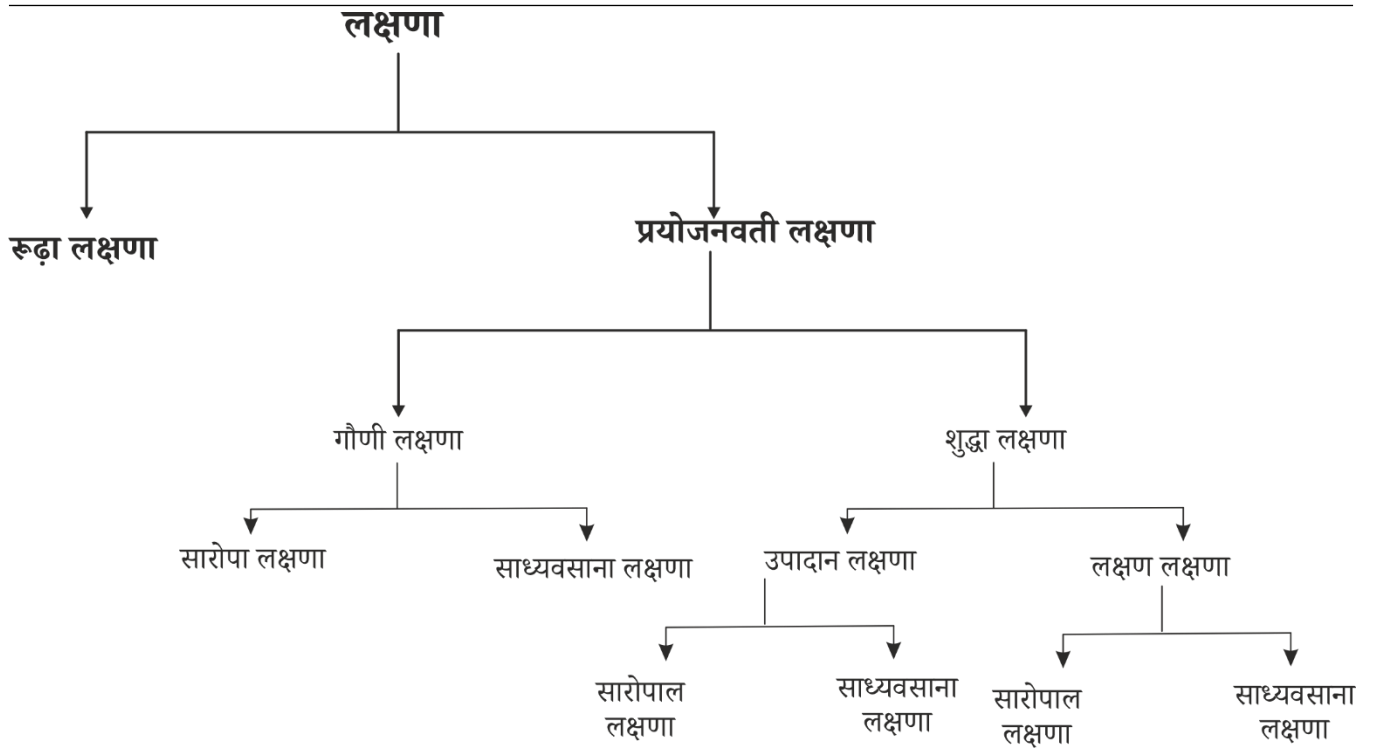 लक्षणा
रूढ़ा लक्षणा
प्रयोजनवती लक्षणा
गौणी लक्षणा
शुद्धा लक्षणा
सारोपा लक्षणा
साध्यवसाना लक्षणा
उपादान लक्षणा
लक्षण लक्षणा
सारोपाल
लक्षणा
साध्यवसाना
लक्षणा
सारोपाल
लक्षणा
साध्यवसाना
लक्षणा